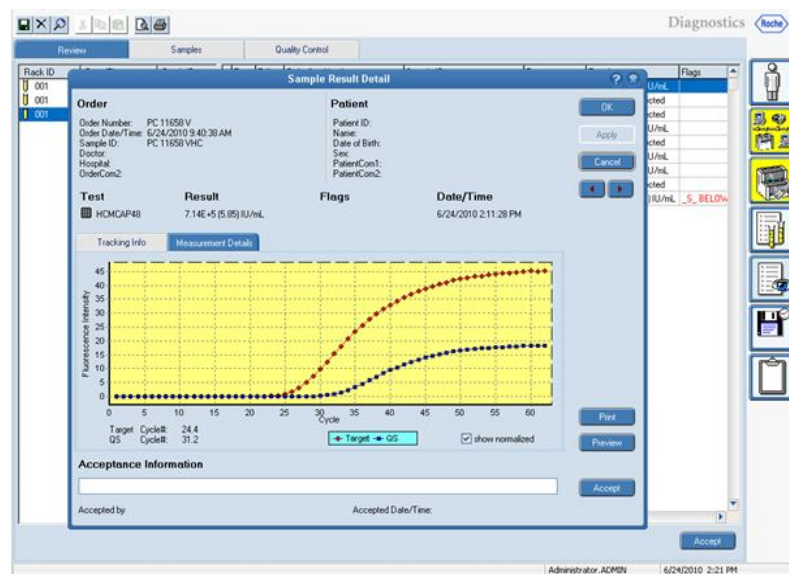 Diagnostics Roche
Review Samples Quality Control
Rack ID Flags
001
001
001
Sample Result Detail ?
Order Patient OK
Order Number: PC 11658 V Patient ID:
Order Date/Time: 6/24/2010 9:40:38 AM Name: Apply
Sample ID: PC 11658 VHC Date of Birth:
Doctor: Sex:
Hospital: PatientCom1: Cancel
OrderCom2: PatientCom2:
Test Result Flags Date/Time
HCMCAP48 7.14E+5 (5.85) IU/mL 6/24/2010 2:11:28 PM
U/mL
cted
cted
U/mL
cted
U/mL
U/mL
cted
) IU/mL _S_ BELOW
Tracking Info Measurement Details
Fluorescence Intensity
45
40
35
30
25
20
15
10
5
0
0 5 10 15 20 25 30 35 40 45 50 55 60
Cycle
Target Cycle#: 24.4
QS Cycle#: 31.2
Target QS show normalized
Print
Preview
Acceptance Information
Accept
Accepted by Accepted Date/Time:
Accept
Administrator.ADMIN 6/24/2010 2:21 PM